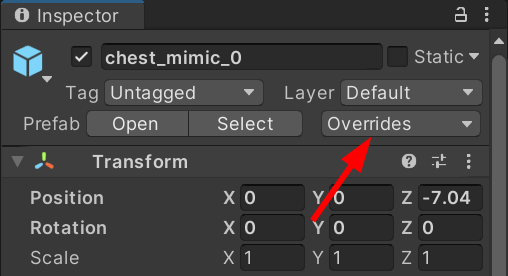 Inspector
chest_mimic_0 Static
Tag Untagged Layer Default
Prefab Open Select Overrides
Transform
Position X 0 Y 0 Z -7.04
Rotation X 0 Y 0 Z 0
Scale X 1 Y 1 Z 1